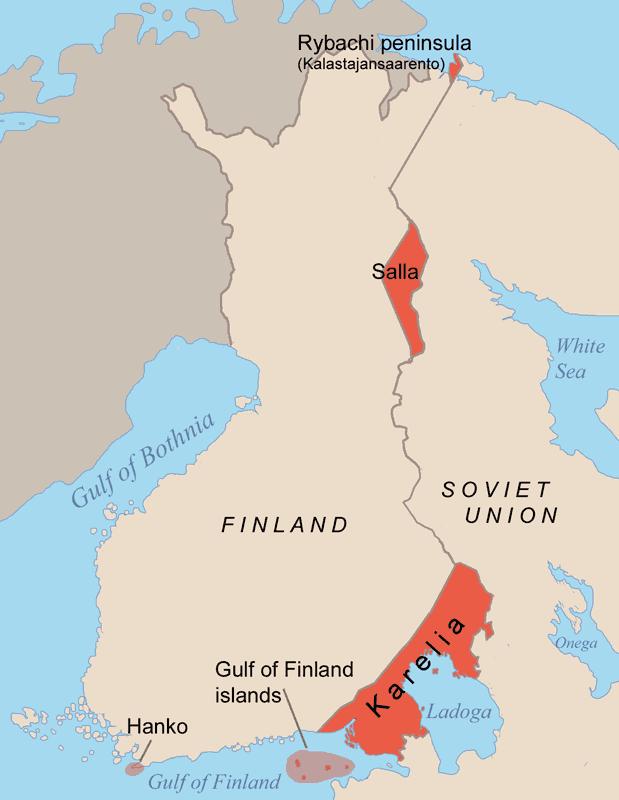 Rybachi peninsula
(Kalastajansaarento)
Salla
White
Sea
Gulf of Bothnia
SOVIET
UNION
FINLAND
Onega
Karelia
Gulf of Finland
islands
Ladoga
Hanko
Gulf of Finland